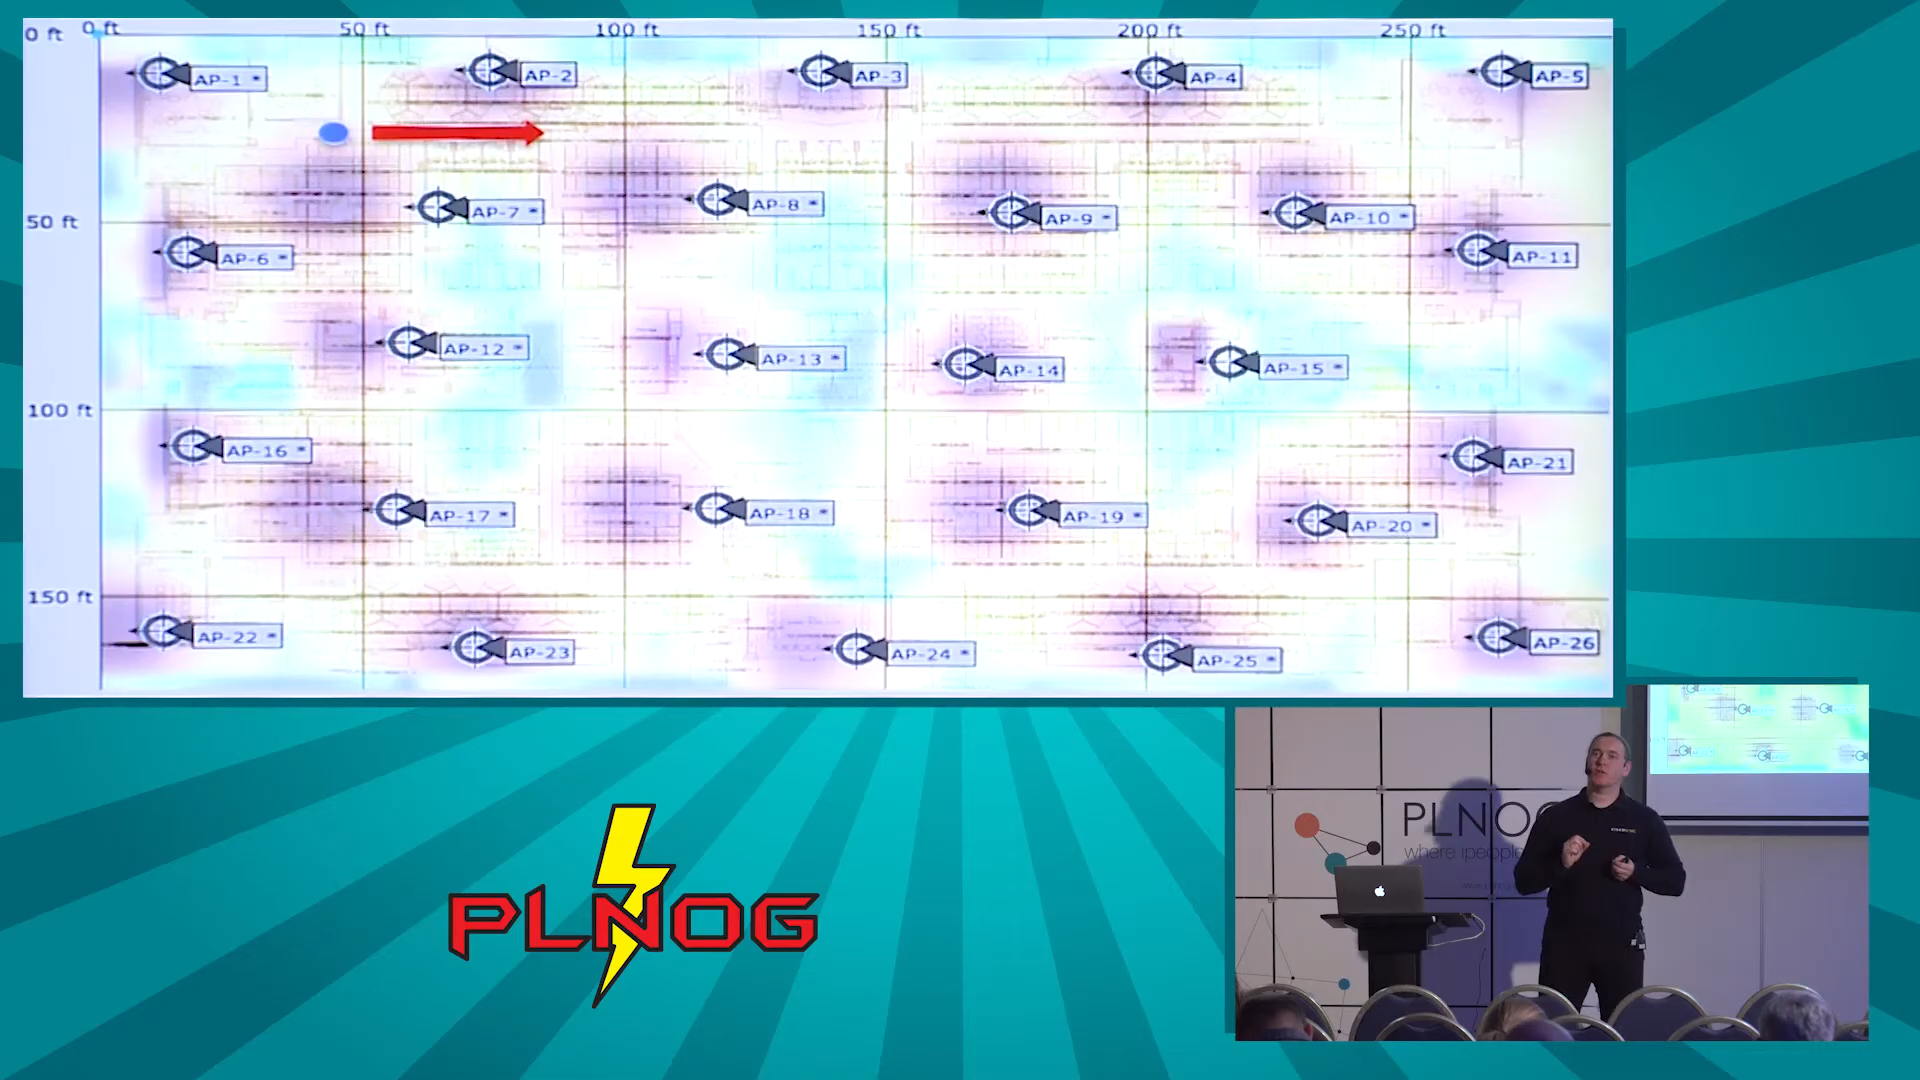 0 ft 50 ft 100 ft 150 ft 200 ft 250 ft
0 ft
AP-1 * AP-2 AP-3 AP-4 AP-5
AP-7 * AP-8 * AP-9 * AP-10 *
50 ft
AP-6 * AP-11
AP-12 * AP-13 * AP-14 AP-15 *
100 ft
AP-16 * AP-21
AP-17 * AP-18 * AP-19 * AP-20 *
150 ft
AP-22 * AP-23 AP-24 * AP-25 * AP-26
PLNOG
PLNO
where ipeople